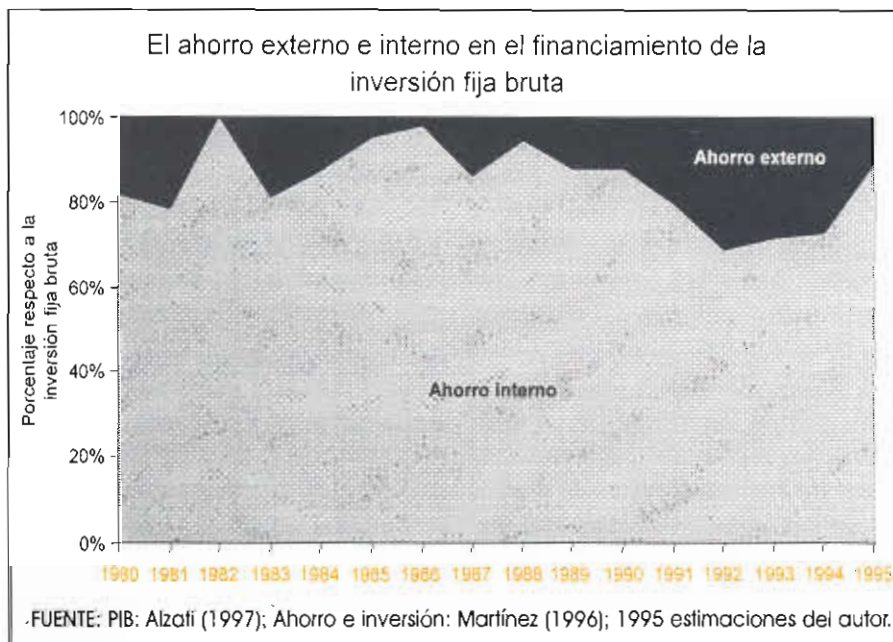 El ahorro externo e interno en el financiamiento de la
inversión fija bruta
Porcentaje respecto a la
inversión fija bruta
100%
80%
60%
40%
20%
0%
Ahorro externo
Ahorro interno
1980 1981 1982 1983 1984 1985 1986 1987 1988 1989 1990 1991 1992 1993 1994 1995
FUENTE: PIB: Alzati (1997); Ahorro e inversión: Martínez (1996); 1995 estimaciones del autor.